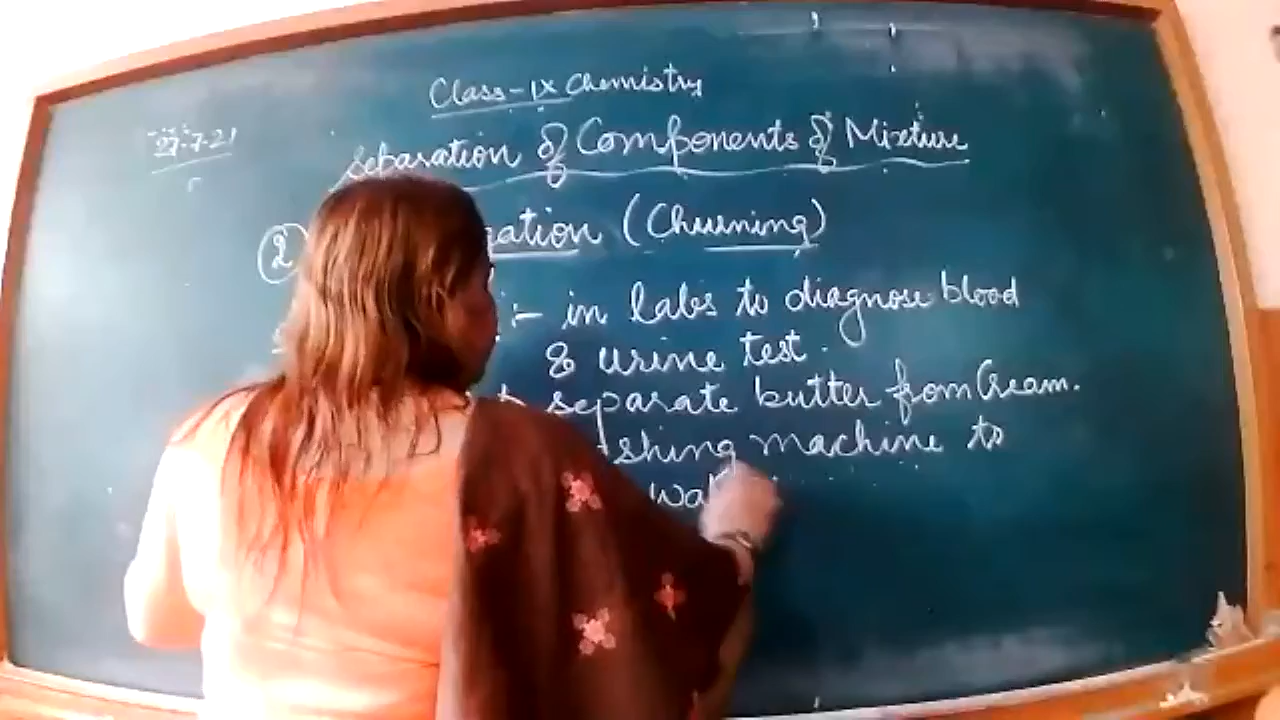 Class-IX Chemistry
27-7-21
Separation of Components of Mixture
2 ation (Churning)
:- in labs to diagnose blood
& urine test.
separate butter from Cream.
shing machine to
wa